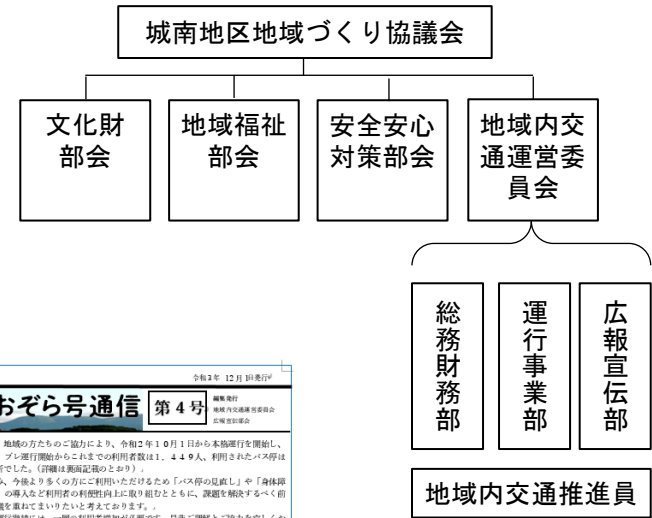 城南地区地域づくり協議会
文化財
部会
地域福祉
部会
安全安心
対策部会
地域内交
通運営委
員会
総務財務部
運行事業部
広報宣伝部
地域内交通推進員
令和3年 12月1日発行
おぞら号通信 第4号
編集発行
地域内交通運営委員会
広報宣伝部会
地域の方たちのご協力により、令和2年10月1日から本格運行を開始し、
プレ運行開始からこれまでの利用者数は1,449人、利用されたバス停は
所でした。(詳細は裏面記載のとおり)
今後より多くの方にご利用いただけるため「バス停の見直し」や「身体障
の導入など利用者の利便性向上に取り組むとともに、課題を解決するべく前
議を重ねてまいりたいと考えております。